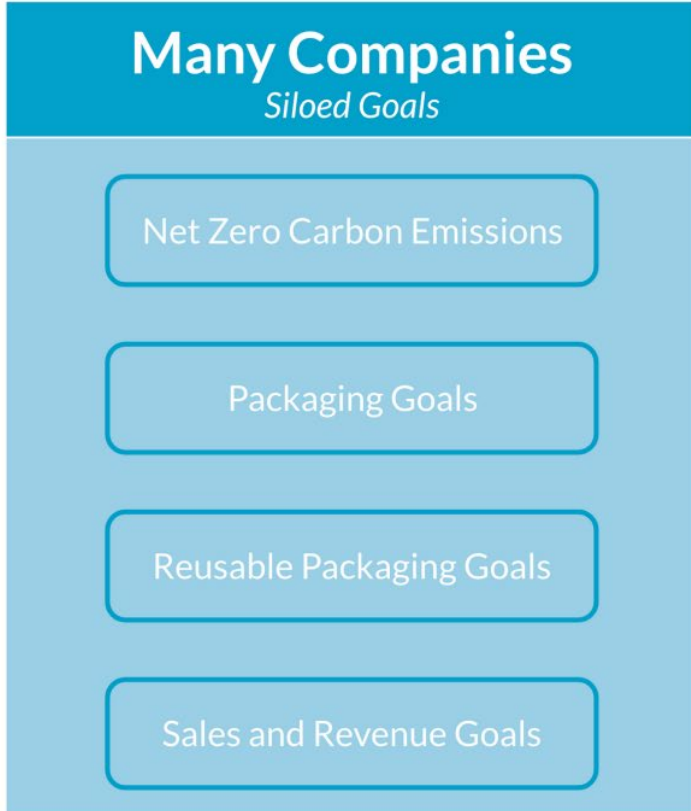 Many Companies
Siloed Goals
Net Zero Carbon Emissions
Packaging Goals
Reusable Packaging Goals
Sales and Revenue Goals